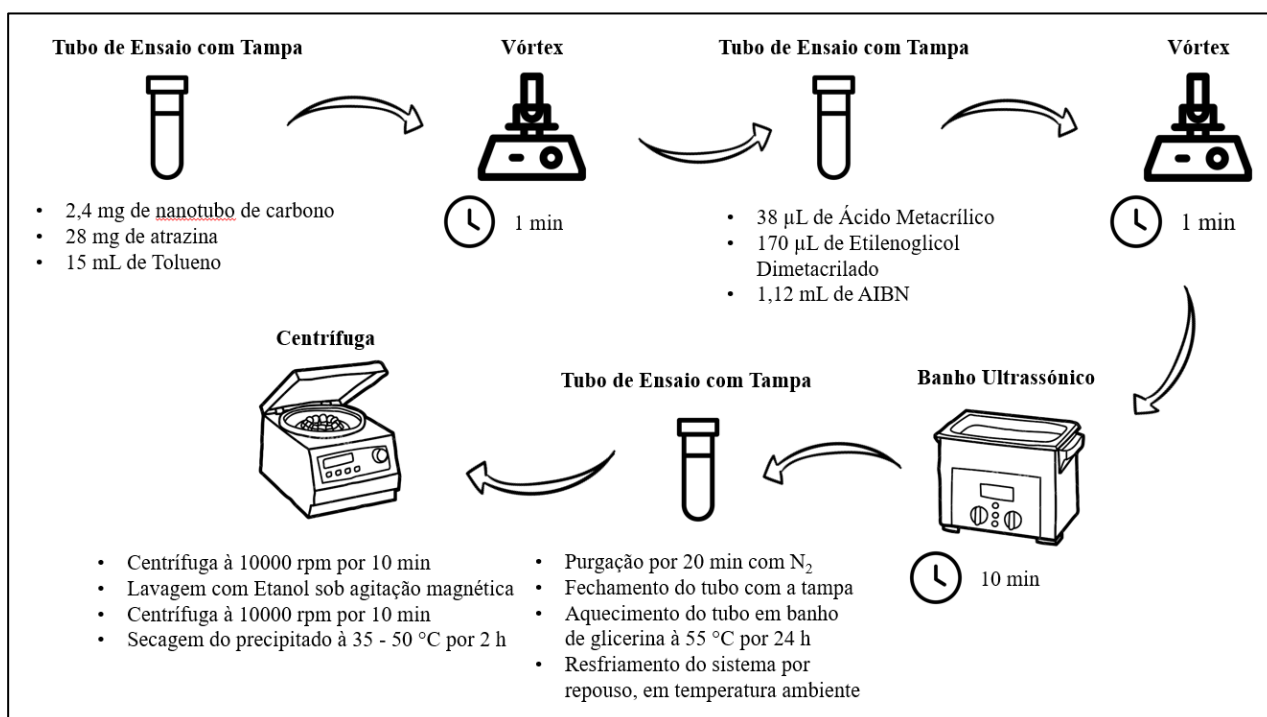 Tubo de Ensaio com Tampa
• 2,4 mg de nanotubo de carbono
• 28 mg de atrazina
• 15 mL de Tolueno
Vórtex
1 min
Tubo de Ensaio com Tampa
• 38 µL de Ácido Metacrílico
• 170 µL de Etilenoglicol
Dimetacrilado
• 1,12 mL de AIBN
Vórtex
1 min
Banho Ultrassónico
10 min
Tubo de Ensaio com Tampa
• Purgação por 20 min com N₂
• Fechamento do tubo com a tampa
• Aquecimento do tubo em banho
de glicerina à 55 °C por 24 h
• Resfriamento do sistema por
repouso, em temperatura ambiente
Centrífuga
• Centrífuga à 10000 rpm por 10 min
• Lavagem com Etanol sob agitação magnética
• Centrífuga à 10000 rpm por 10 min
• Secagem do precipitado à 35 - 50 °C por 2 h